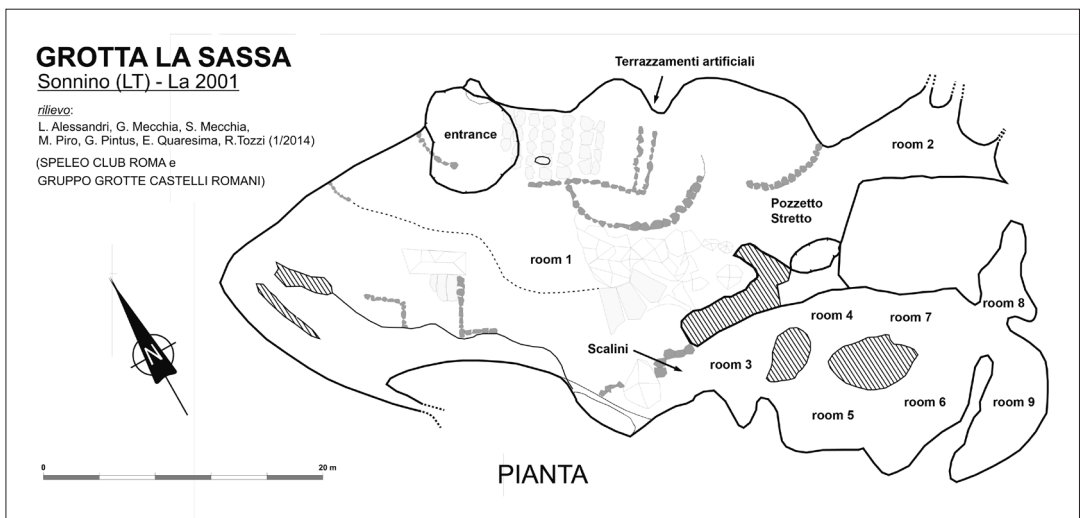 GROTTA LA SASSA
Sonnino (LT) - La 2001
rilievo:
L. Alessandri, G. Mecchia, S. Mecchia,
M. Piro, G. Pintus, E. Quaresima, R.Tozzi (1/2014)
(SPELEO CLUB ROMA e
GRUPPO GROTTE CASTELLI ROMANI)
Terrazzamenti artificiali
entrance
room 2
Pozzetto
Stretto
room 1
room 8
room 4
room 7
Scalini
room 3
room 9
room 6
room 5
N
0
20 m
PIANTA